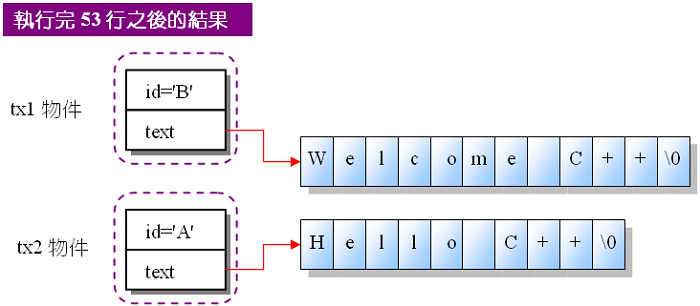 執行完 53 行之後的結果
tx1 物件
id='B'
text
W e l c o m e C + + \0
tx2 物件
id='A'
text
H e l l o C + + \0